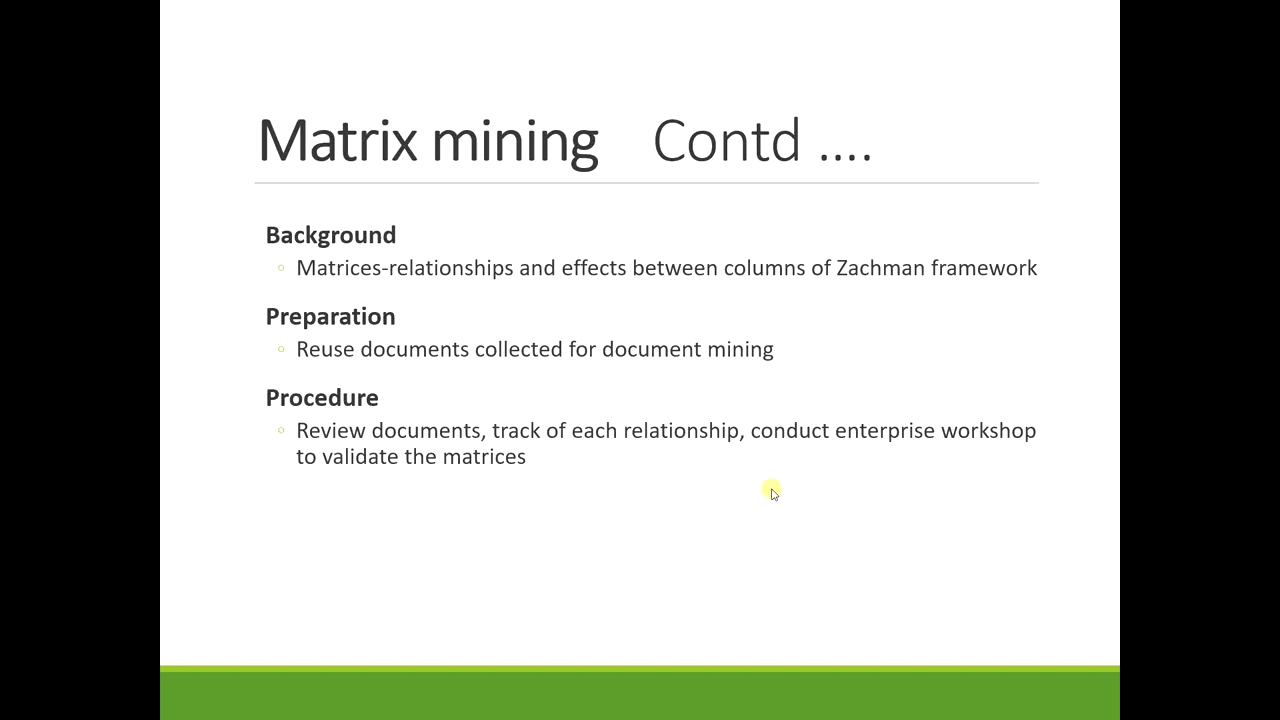 Matrix mining Contd ....
Background
◦ Matrices-relationships and effects between columns of Zachman framework
Preparation
◦ Reuse documents collected for document mining
Procedure
◦ Review documents, track of each relationship, conduct enterprise workshop
to validate the matrices